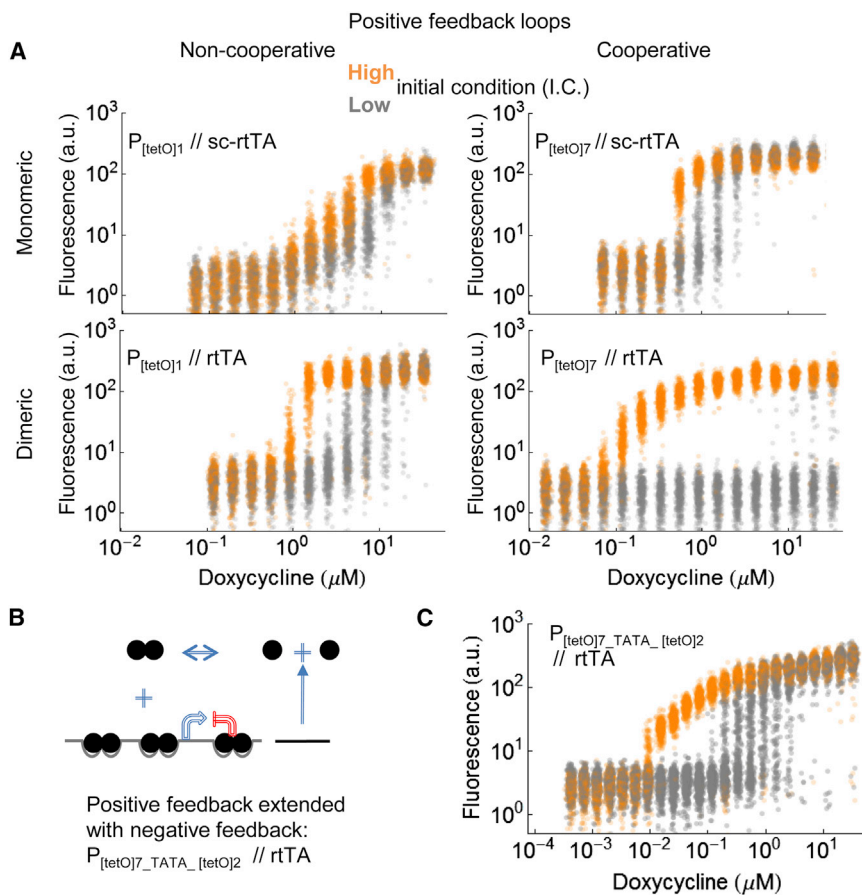 Positive feedback loops
A
Non-cooperative
Cooperative
High
Low
initial condition (I.C.)
Monomeric
Fluorescence (a.u.)
10³
10²
10¹
10⁰
P[tetO]1 // sc-rtTA
Fluorescence (a.u.)
10³
10²
10¹
10⁰
P[tetO]7 // sc-rtTA
Dimeric
Fluorescence (a.u.)
10³
10²
10¹
10⁰
P[tetO]1 // rtTA
10⁻² 10⁻¹ 10⁰ 10¹
Doxycycline (μM)
Fluorescence (a.u.)
10³
10²
10¹
10⁰
P[tetO]7 // rtTA
10⁻² 10⁻¹ 10⁰ 10¹
Doxycycline (μM)
B
Positive feedback extended
with negative feedback:
P[tetO]7_TATA_ [tetO]2 // rtTA
C
Fluorescence (a.u.)
10³
10²
10¹
10⁰
P[tetO]7_TATA_ [tetO]2
// rtTA
10⁻⁴ 10⁻³ 10⁻² 10⁻¹ 10⁰ 10¹
Doxycycline (μM)